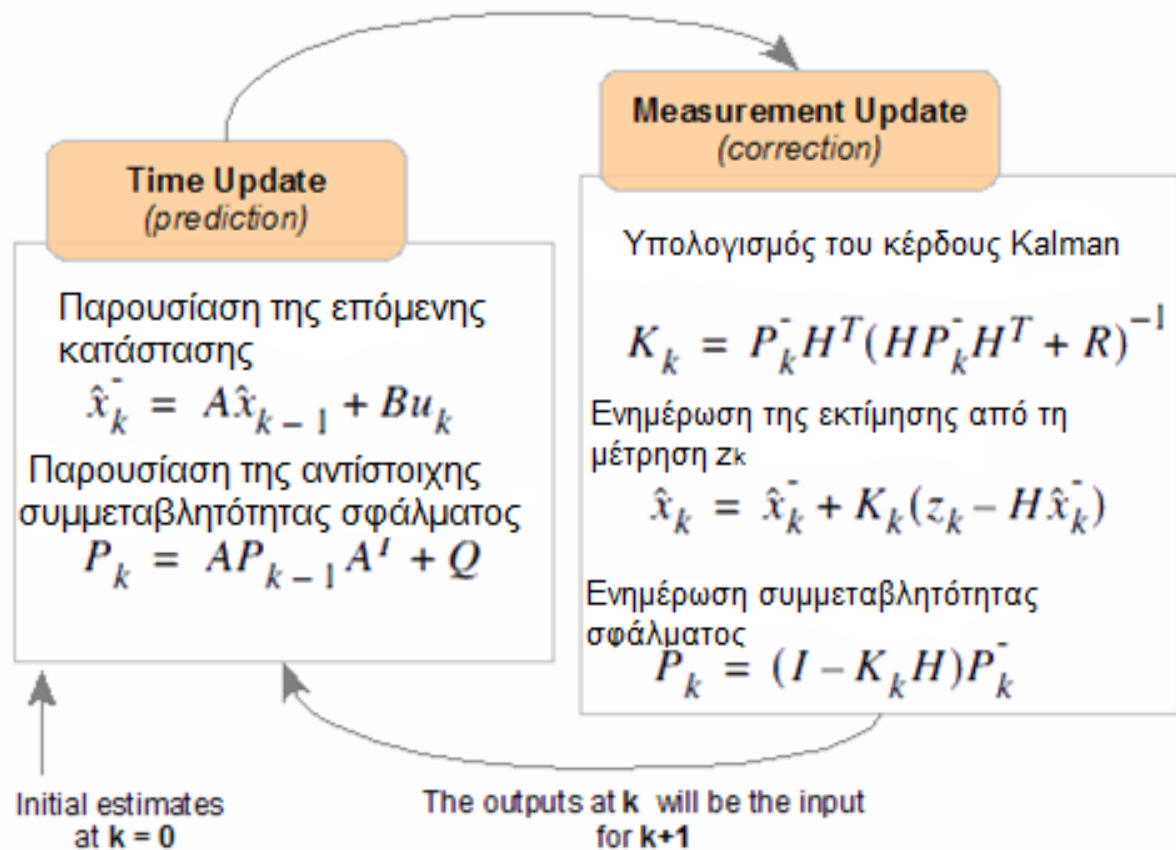 Time Update
(prediction)
Παρουσίαση της επόμενης
κατάστασης
x̂⁻ₖ = Ax̂ₖ₋₁ + Buₖ
Παρουσίαση της αντίστοιχης
συμμεταβλητότητας σφάλματος
Pₖ = APₖ₋₁Aᵀ + Q
Measurement Update
(correction)
Υπολογισμός του κέρδους Kalman
Kₖ = P⁻ₖHᵀ(HP⁻ₖHᵀ + R)⁻¹
Ενημέρωση της εκτίμησης από τη
μέτρηση zₖ
x̂ₖ = x̂⁻ₖ + Kₖ(zₖ – Hx̂⁻ₖ)
Ενημέρωση συμμεταβλητότητας
σφάλματος
Pₖ = (I – KₖH)P⁻ₖ
Initial estimates
at k = 0
The outputs at k will be the input
for k+1